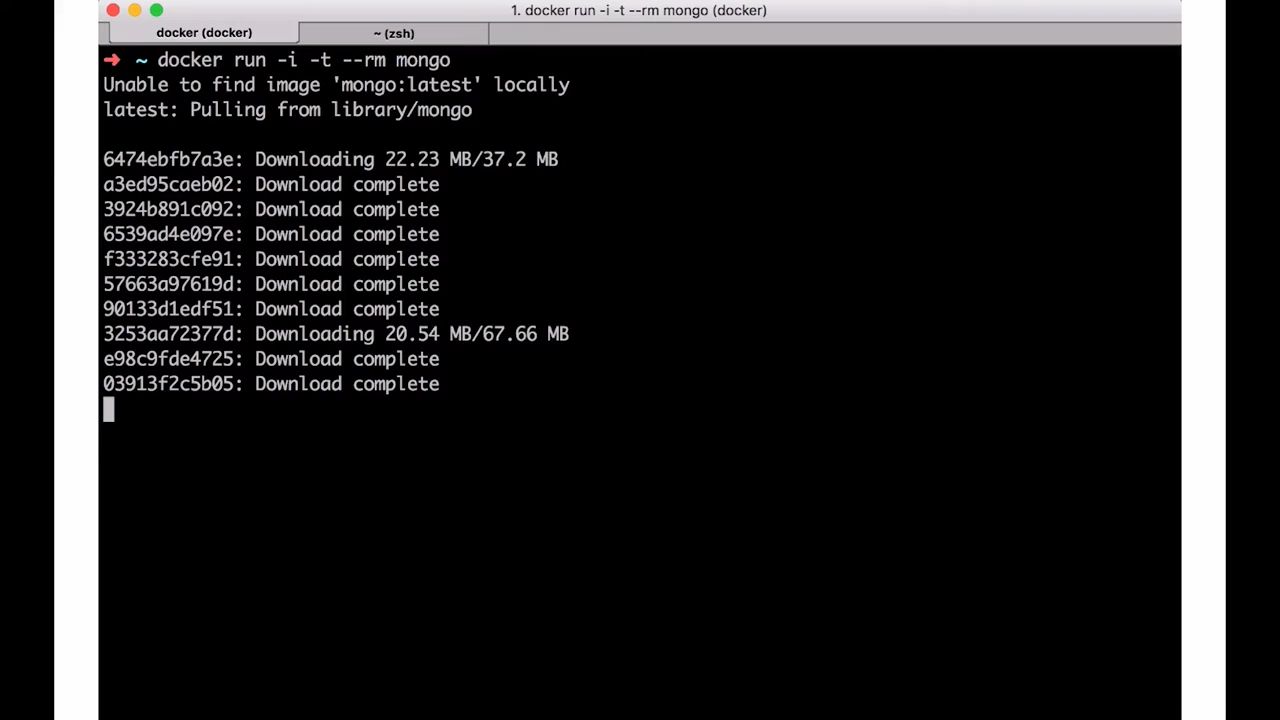 1. docker run -i -t --rm mongo (docker)
docker (docker)
~ (zsh)
➜ ~ docker run -i -t --rm mongo
Unable to find image 'mongo:latest' locally
latest: Pulling from library/mongo
6474ebfb7a3e: Downloading 22.23 MB/37.2 MB
a3ed95caeb02: Download complete
3924b891c092: Download complete
6539ad4e097e: Download complete
f333283cfe91: Download complete
57663a97619d: Download complete
90133d1edf51: Download complete
3253aa72377d: Downloading 20.54 MB/67.66 MB
e98c9fde4725: Download complete
03913f2c5b05: Download complete